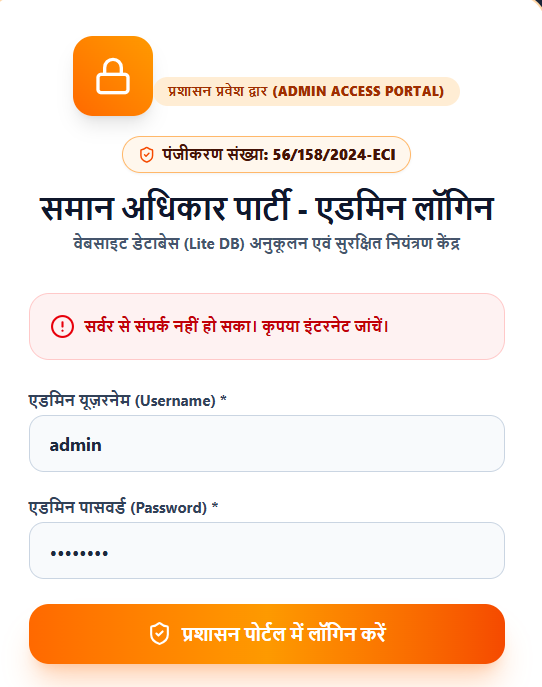 प्रशासन प्रवेश द्वार (ADMIN ACCESS PORTAL)
पंजीकरण संख्या: 56/158/2024-ECI
समान अधिकार पार्टी - एडमिन लॉगिन
वेबसाइट डेटाबेस (Lite DB) अनुकूलन एवं सुरक्षित नियंत्रण केंद्र
सर्वर से संपर्क नहीं हो सका। कृपया इंटरनेट जांचें।
एडमिन यूज़रनेम (Username) *
admin
एडमिन पासवर्ड (Password) *
••••••••
प्रशासन पोर्टल में लॉगिन करें